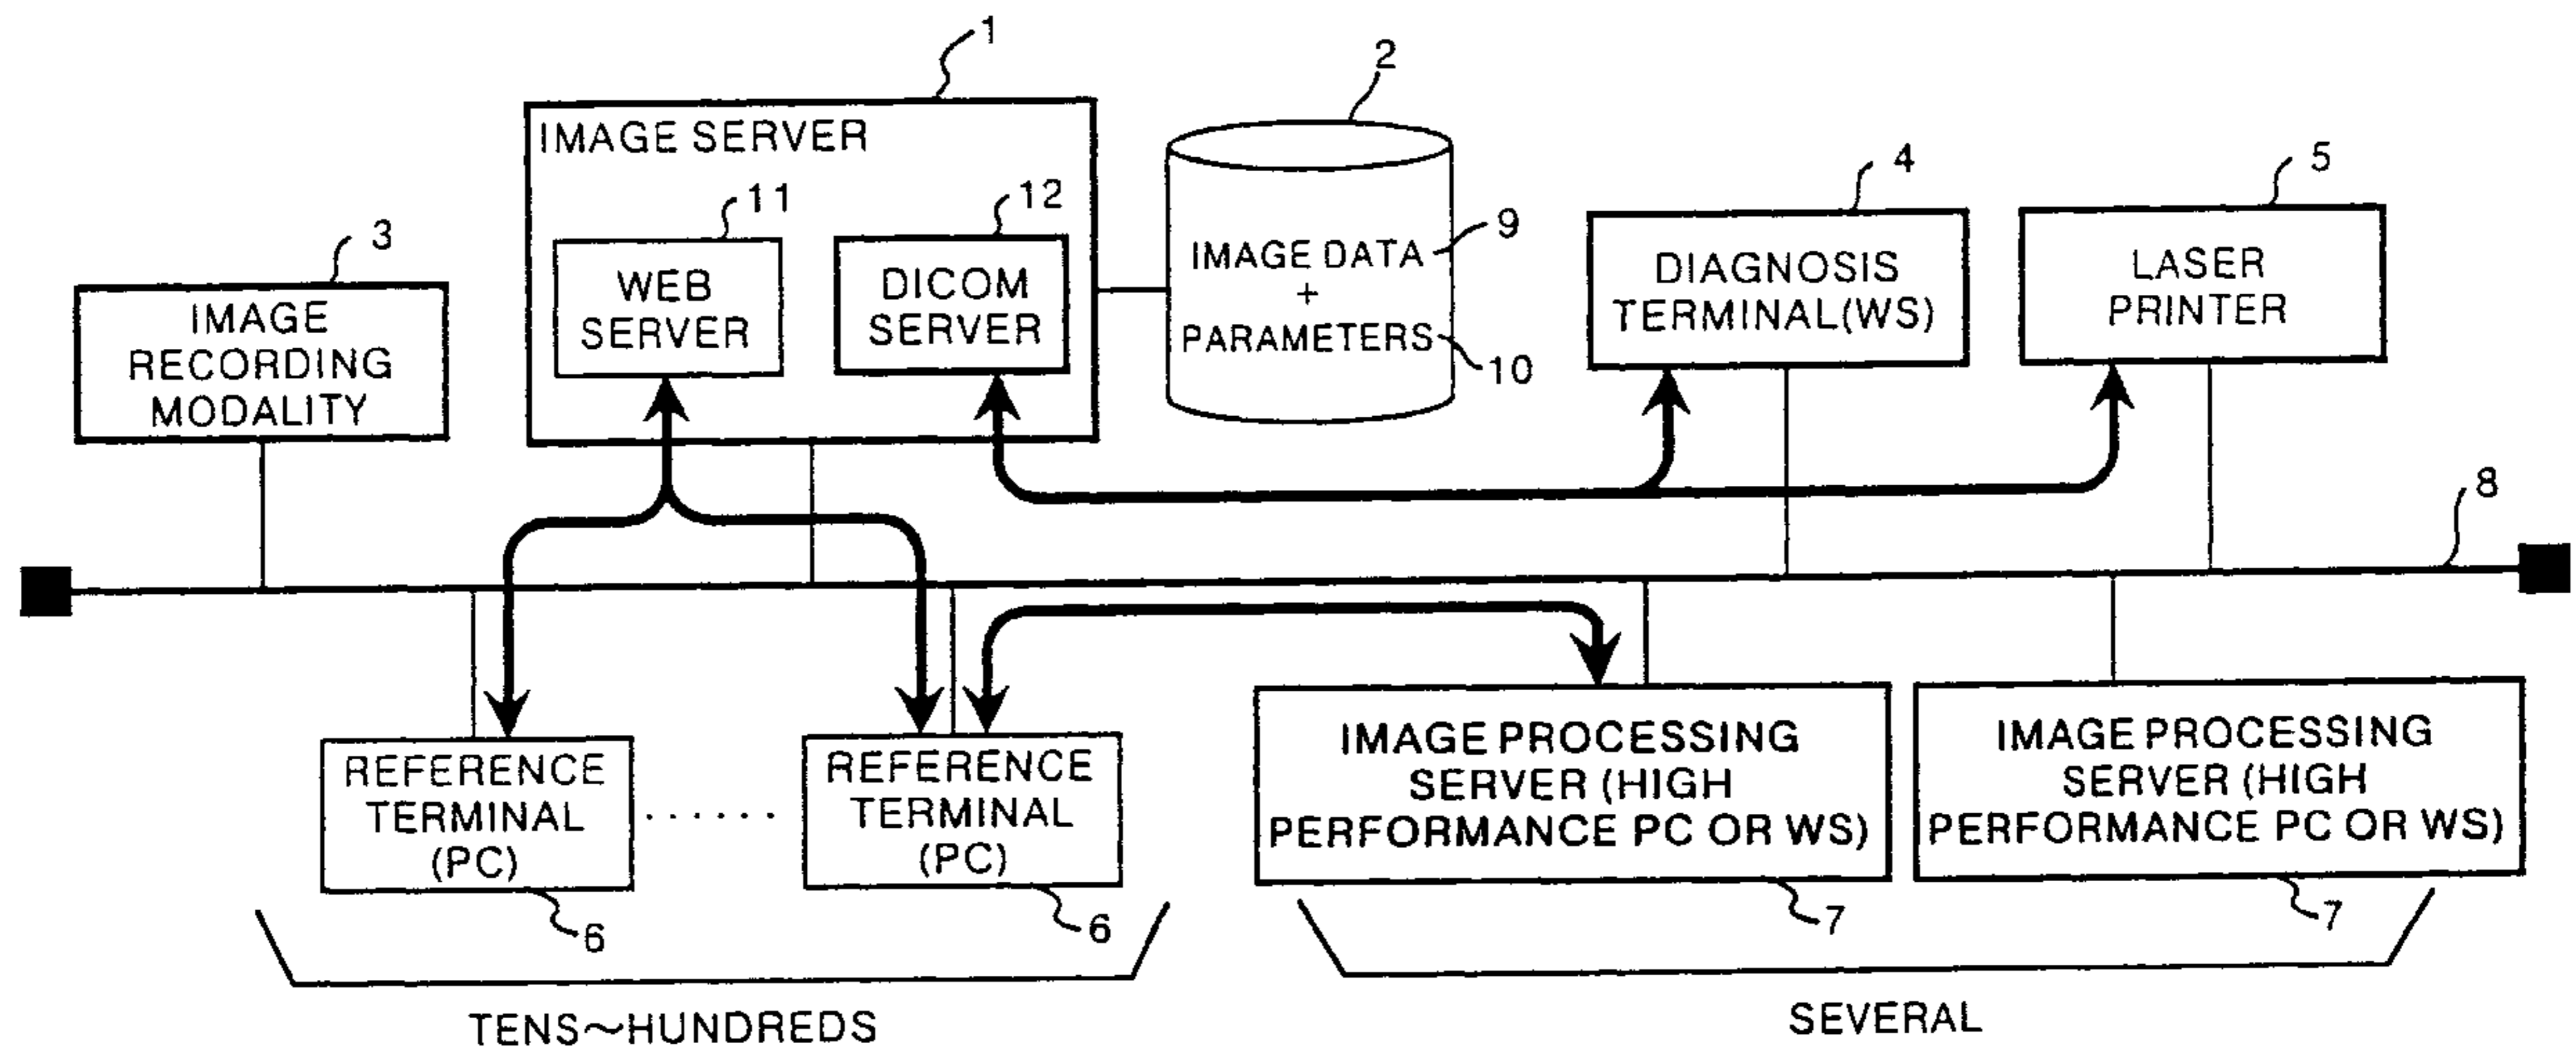 1
2
IMAGE SERVER
4
5
11
12
3
9
IMAGE DATA
+
PARAMETERS
10
WEB
SERVER
DICOM
SERVER
DIAGNOSIS
TERMINAL(WS)
LASER
PRINTER
IMAGE
RECORDING
MODALITY
8
REFERENCE
TERMINAL
(PC)
......
REFERENCE
TERMINAL
(PC)
IMAGE PROCESSING
SERVER (HIGH
PERFORMANCE PC OR WS)
IMAGE PROCESSING
SERVER (HIGH
PERFORMANCE PC OR WS)
6
6
7
7
TENS~HUNDREDS
SEVERAL